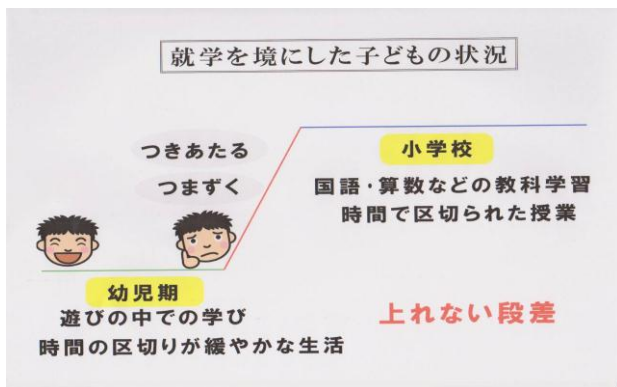 就学を境にした子どもの状況
つきあたる
つまずく
小学校
国語・算数などの教科学習
時間で区切られた授業
幼児期
遊びの中での学び
時間の区切りが緩やかな生活
上れない段差